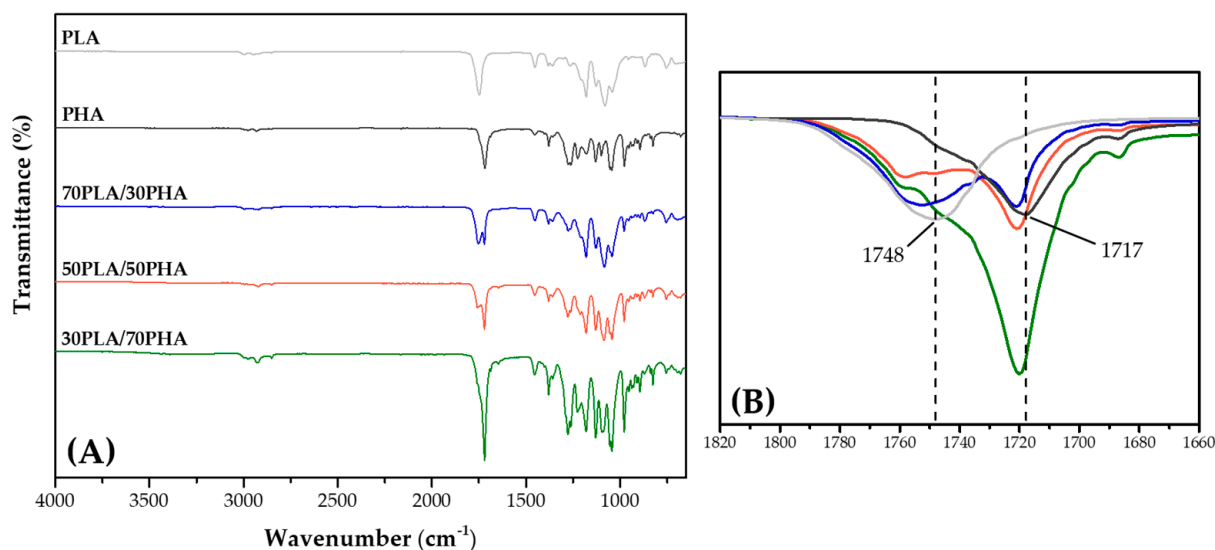 PLA
PHA
70PLA/30PHA
50PLA/50PHA
30PLA/70PHA
(A)
Transmittance (%)
4000 3500 3000 2500 2000 1500 1000
Wavenumber (cm⁻¹)
1748
1717
(B)
1820 1800 1780 1760 1740 1720 1700 1680 1660